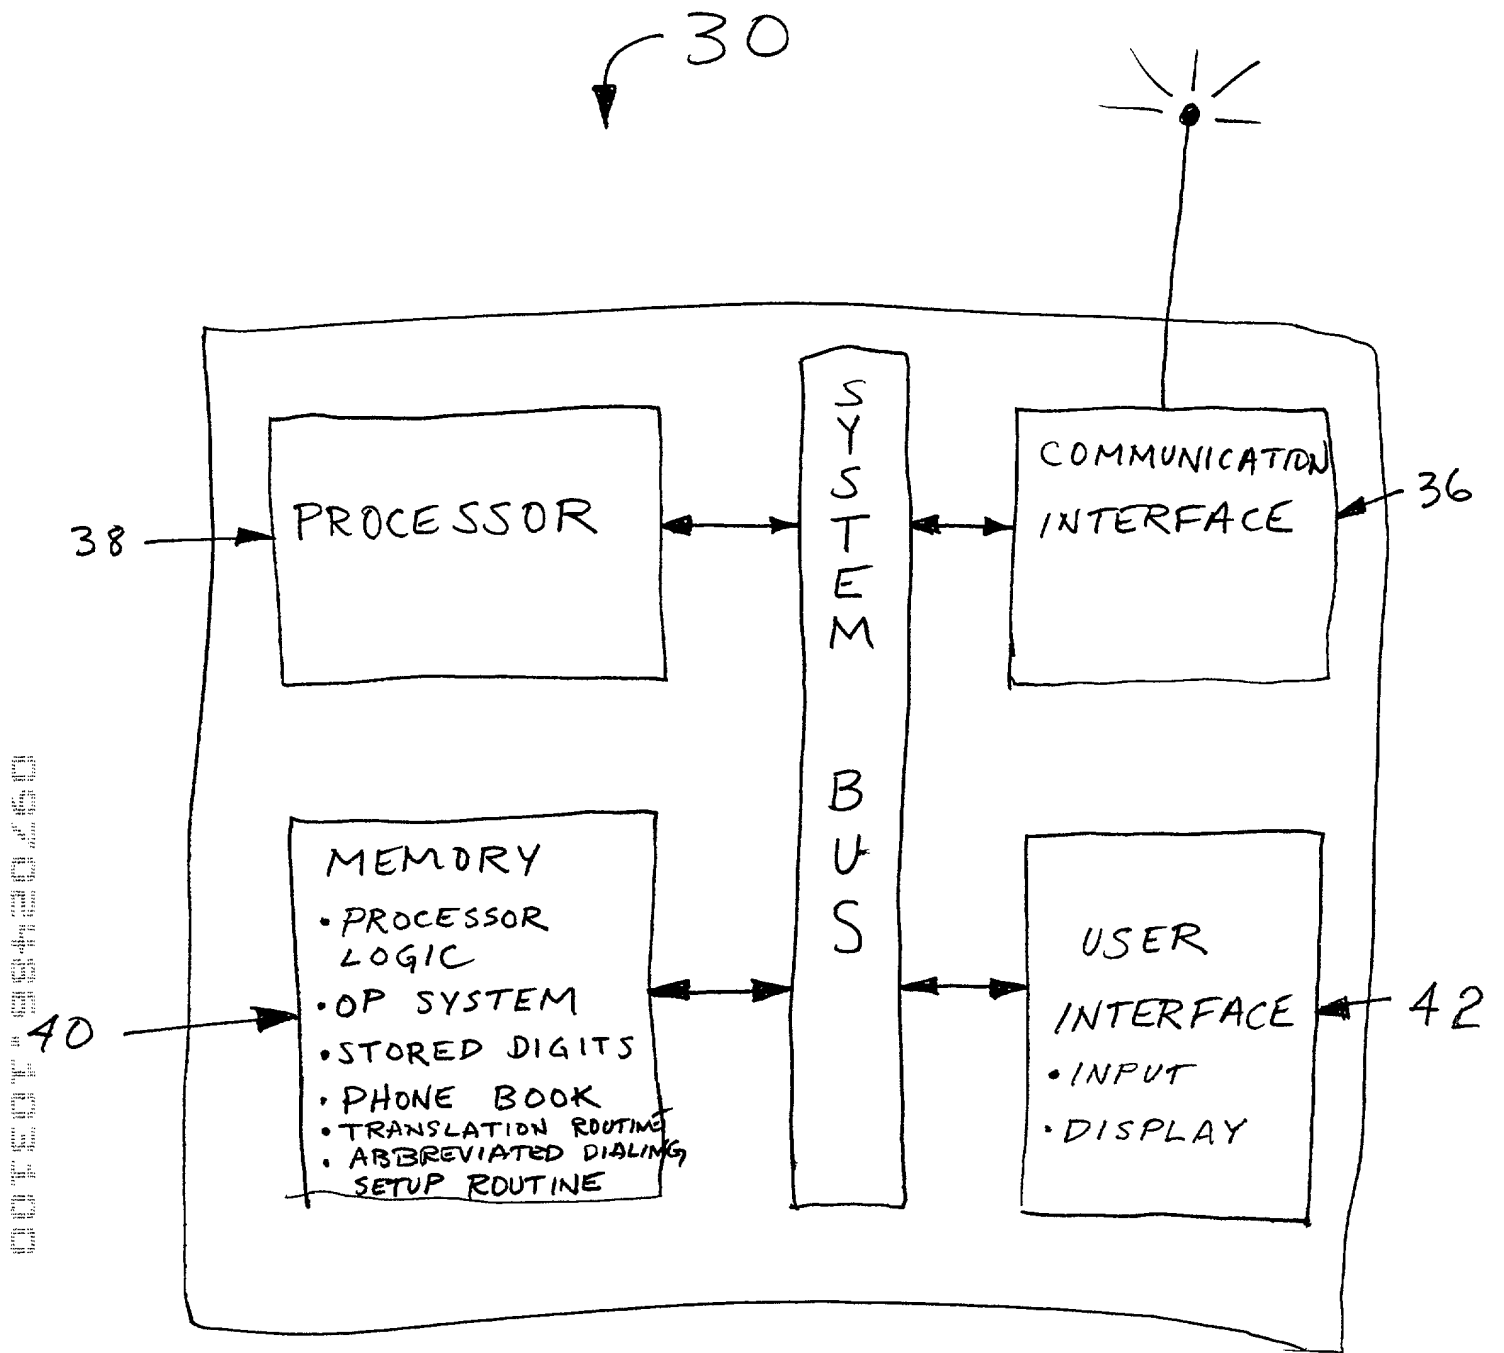 30
SYSTEM BUS
PROCESSOR
38
COMMUNICATION
INTERFACE
36
MEMORY
• PROCESSOR
LOGIC
• OP SYSTEM
• STORED DIGITS
• PHONE BOOK
• TRANSLATION ROUTINE
• ABBREVIATED DIALING
SETUP ROUTINE
40
USER
INTERFACE
• INPUT
• DISPLAY
42